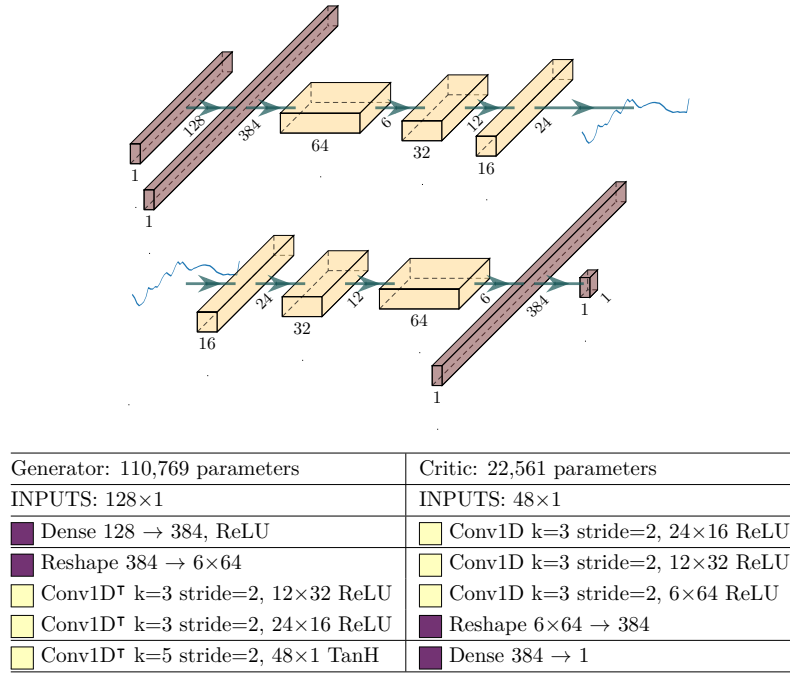 128
384
6
12
24
1
1
64
32
16
24
12
6
384
1
16
32
64
1
1
Generator: 110,769 parameters
Critic: 22,561 parameters
INPUTS: 128×1
INPUTS: 48×1
Dense 128 → 384, ReLU
Conv1D k=3 stride=2, 24×16 ReLU
Reshape 384 → 6×64
Conv1D k=3 stride=2, 12×32 ReLU
Conv1Dᵀ k=3 stride=2, 12×32 ReLU
Conv1D k=3 stride=2, 6×64 ReLU
Conv1Dᵀ k=3 stride=2, 24×16 ReLU
Reshape 6×64 → 384
Conv1Dᵀ k=5 stride=2, 48×1 TanH
Dense 384 → 1